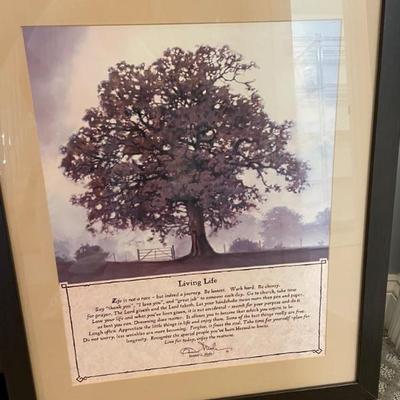 Living Life
Life is not a race – but indeed a journey. Be honest. Work hard. Be choosy.
Say "thank you", "I love you", and "great job" to someone each day. Go to church, take time
for prayer. The Lord giveth and the Lord taketh. Let your handshake mean more than pen and paper.
Love your life and what you've been given, it is not accidental – search for your purpose and do it
as best you can. Dreaming does matter. It allows you to become that which you aspire to be.
Laugh often. Appreciate the little things in life and enjoy them. Some of the best things really are free.
Do not worry, less wrinkles are more becoming. Forgive, it frees the soul. Take time for yourself – plan for
longevity. Recognize the special people you've been blessed to know.
Live for today, enjoy the moment.